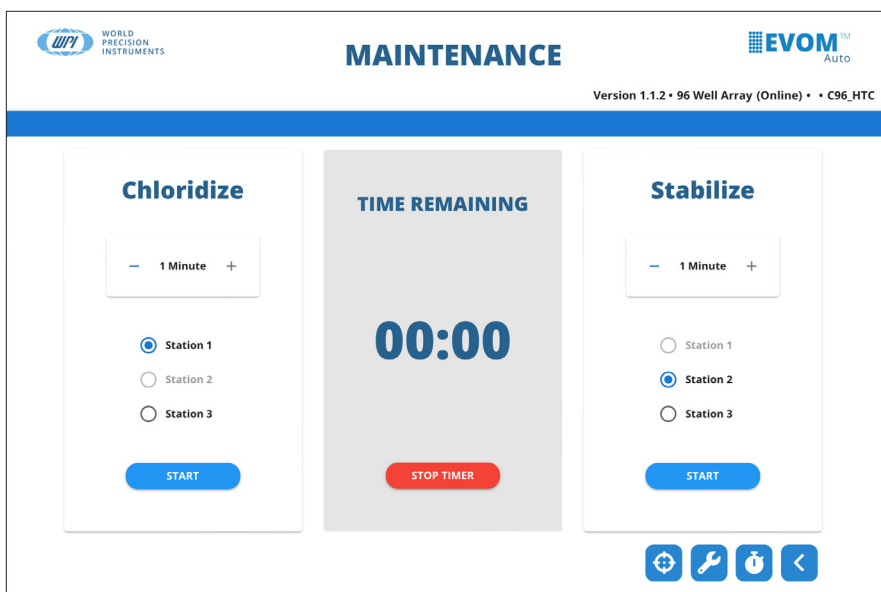 WPI
WORLD
PRECISION
INSTRUMENTS
MAINTENANCE
EVOM™
Auto
Version 1.1.2 • 96 Well Array (Online) • • C96_HTC
Chloridize
− 1 Minute +
Station 1
Station 2
Station 3
START
TIME REMAINING
00:00
STOP TIMER
Stabilize
− 1 Minute +
Station 1
Station 2
Station 3
START